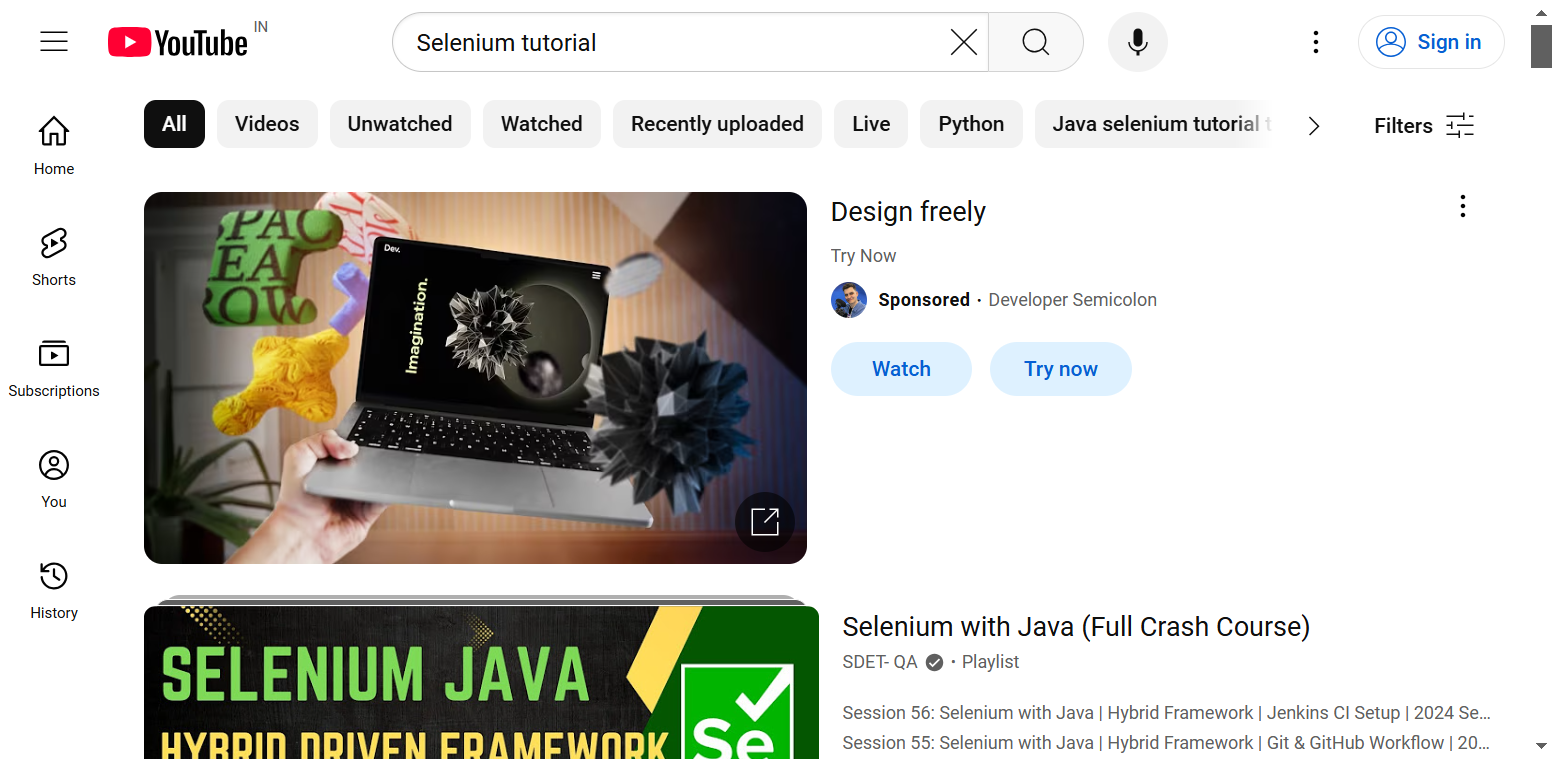 YouTube IN
Selenium tutorial
Sign in
All
Videos
Unwatched
Watched
Recently uploaded
Live
Python
Java selenium tutorial t
Filters
Home
Shorts
Subscriptions
You
History
SPAC
EA
ROW
Dev.
Imagination.
Design freely
Try Now
Sponsored · Developer Semicolon
Watch
Try now
SELENIUM JAVA
HYBRID DRIVEN FRAMEWORK
Se
Selenium with Java (Full Crash Course)
SDET- QA · Playlist
Session 56: Selenium with Java | Hybrid Framework | Jenkins CI Setup | 2024 Se...
Session 55: Selenium with Java | Hybrid Framework | Git & GitHub Workflow | 20...